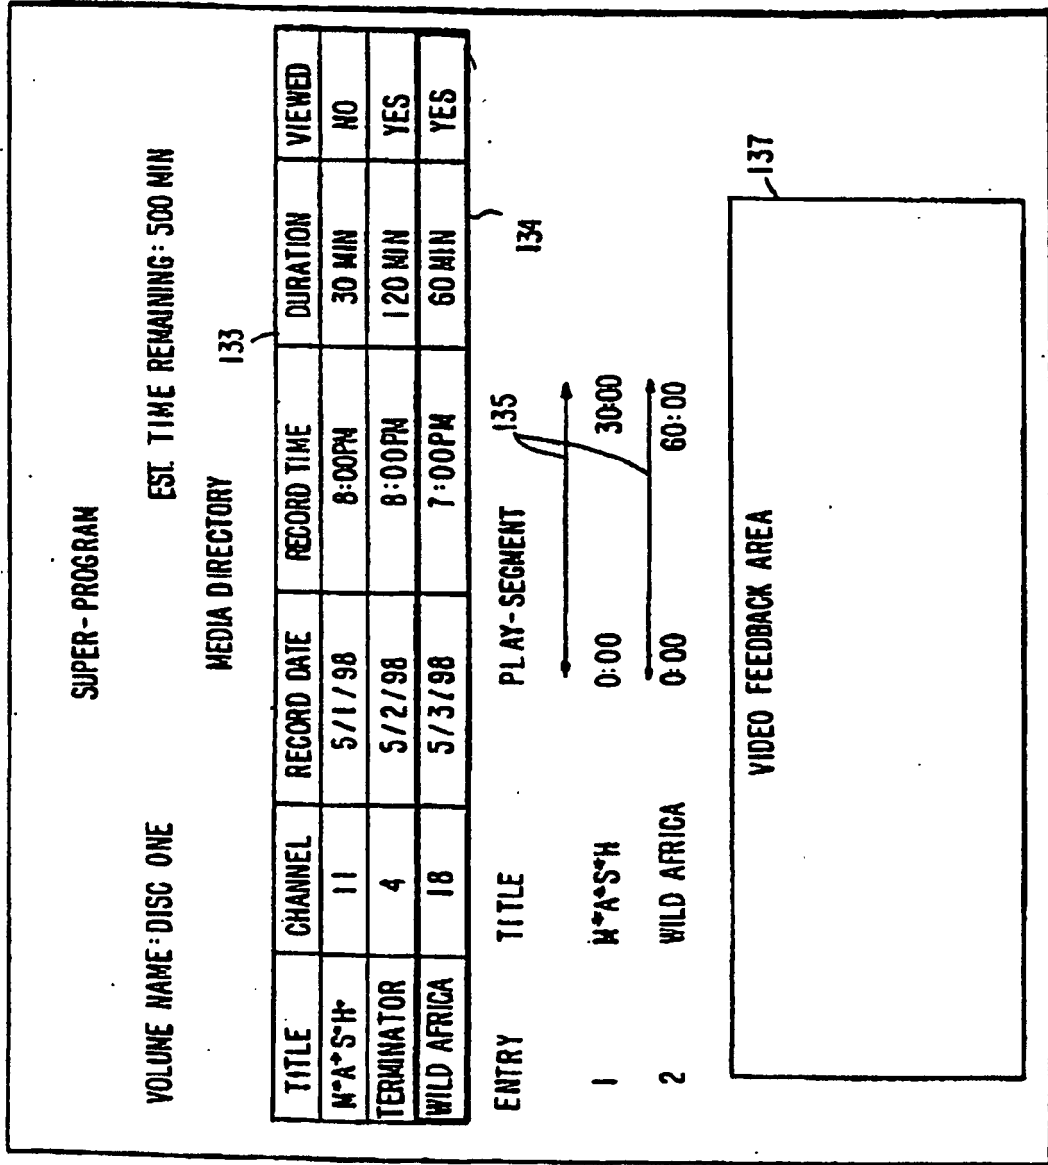 SUPER-PROGRAM
VOLUME NAME: DISC ONE EST. TIME REMAINING: 500 MIN
MEDIA DIRECTORY
133
TITLE CHANNEL RECORD DATE RECORD TIME DURATION VIEWED
M*A*S*H 11 5/1/98 8:00PM 30 MIN NO
TERMINATOR 4 5/2/98 8:00PM 120 MIN YES
WILD AFRICA 18 5/3/98 7:00PM 60 MIN YES
134
ENTRY TITLE PLAY-SEGMENT 135
1 M*A*S*H 0:00 30:00
2 WILD AFRICA 0:00 60:00
137
VIDEO FEEDBACK AREA